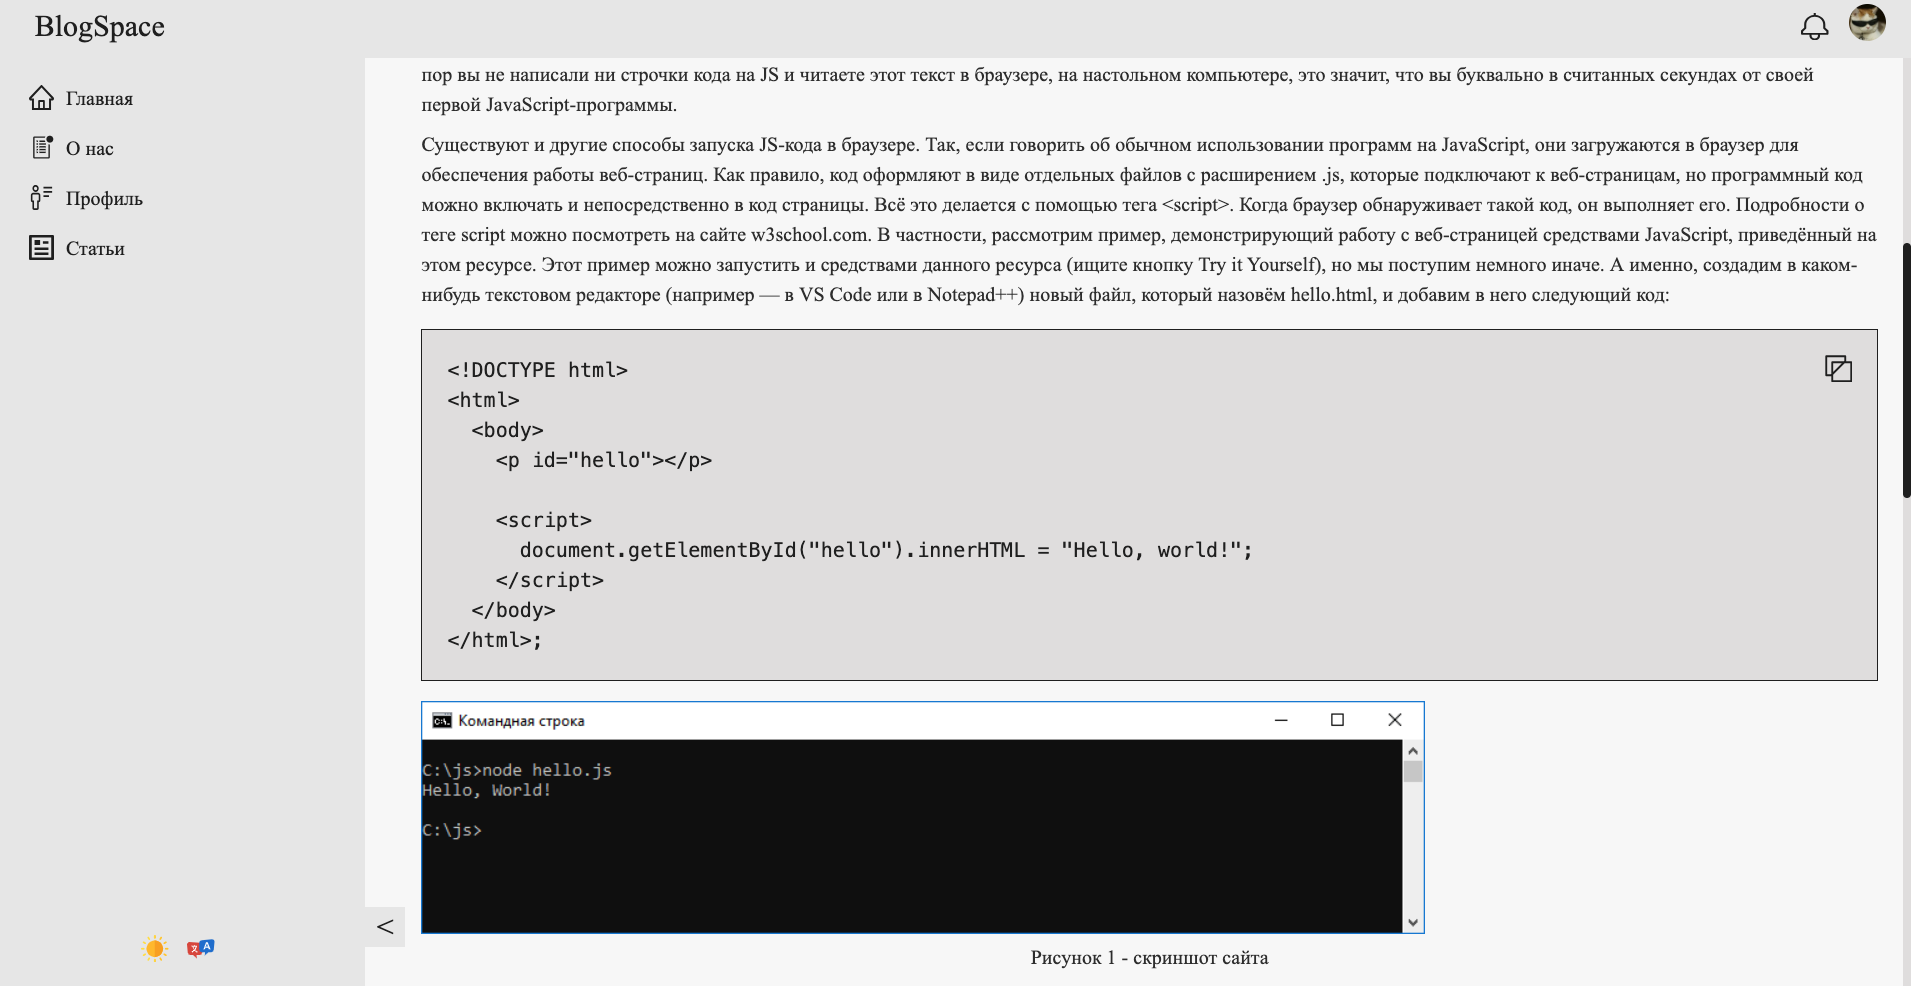 BlogSpace
Главная
О нас
Профиль
Статьи
пор вы не написали ни строчки кода на JS и читаете этот текст в браузере, на настольном компьютере, это значит, что вы буквально в считанных секундах от своей
первой JavaScript-программы.
Существуют и другие способы запуска JS-кода в браузере. Так, если говорить об обычном использовании программ на JavaScript, они загружаются в браузер для
обеспечения работы веб-страниц. Как правило, код оформляют в виде отдельных файлов с расширением .js, которые подключают к веб-страницам, но программный код
можно включать и непосредственно в код страницы. Всё это делается с помощью тега <script>. Когда браузер обнаруживает такой код, он выполняет его. Подробности о
теге script можно посмотреть на сайте w3school.com. В частности, рассмотрим пример, демонстрирующий работу с веб-страницей средствами JavaScript, приведённый на
этом ресурсе. Этот пример можно запустить и средствами данного ресурса (ищите кнопку Try it Yourself), но мы поступим немного иначе. А именно, создадим в каком-
нибудь текстовом редакторе (например — в VS Code или в Notepad++) новый файл, который назовём hello.html, и добавим в него следующий код:
<!DOCTYPE html>
<html>
<body>
<p id="hello"></p>
<script>
document.getElementById("hello").innerHTML = "Hello, world!";
</script>
</body>
</html>;
Командная строка
C:\js>node hello.js
Hello, World!
C:\js>
<
Рисунок 1 - скриншот сайта